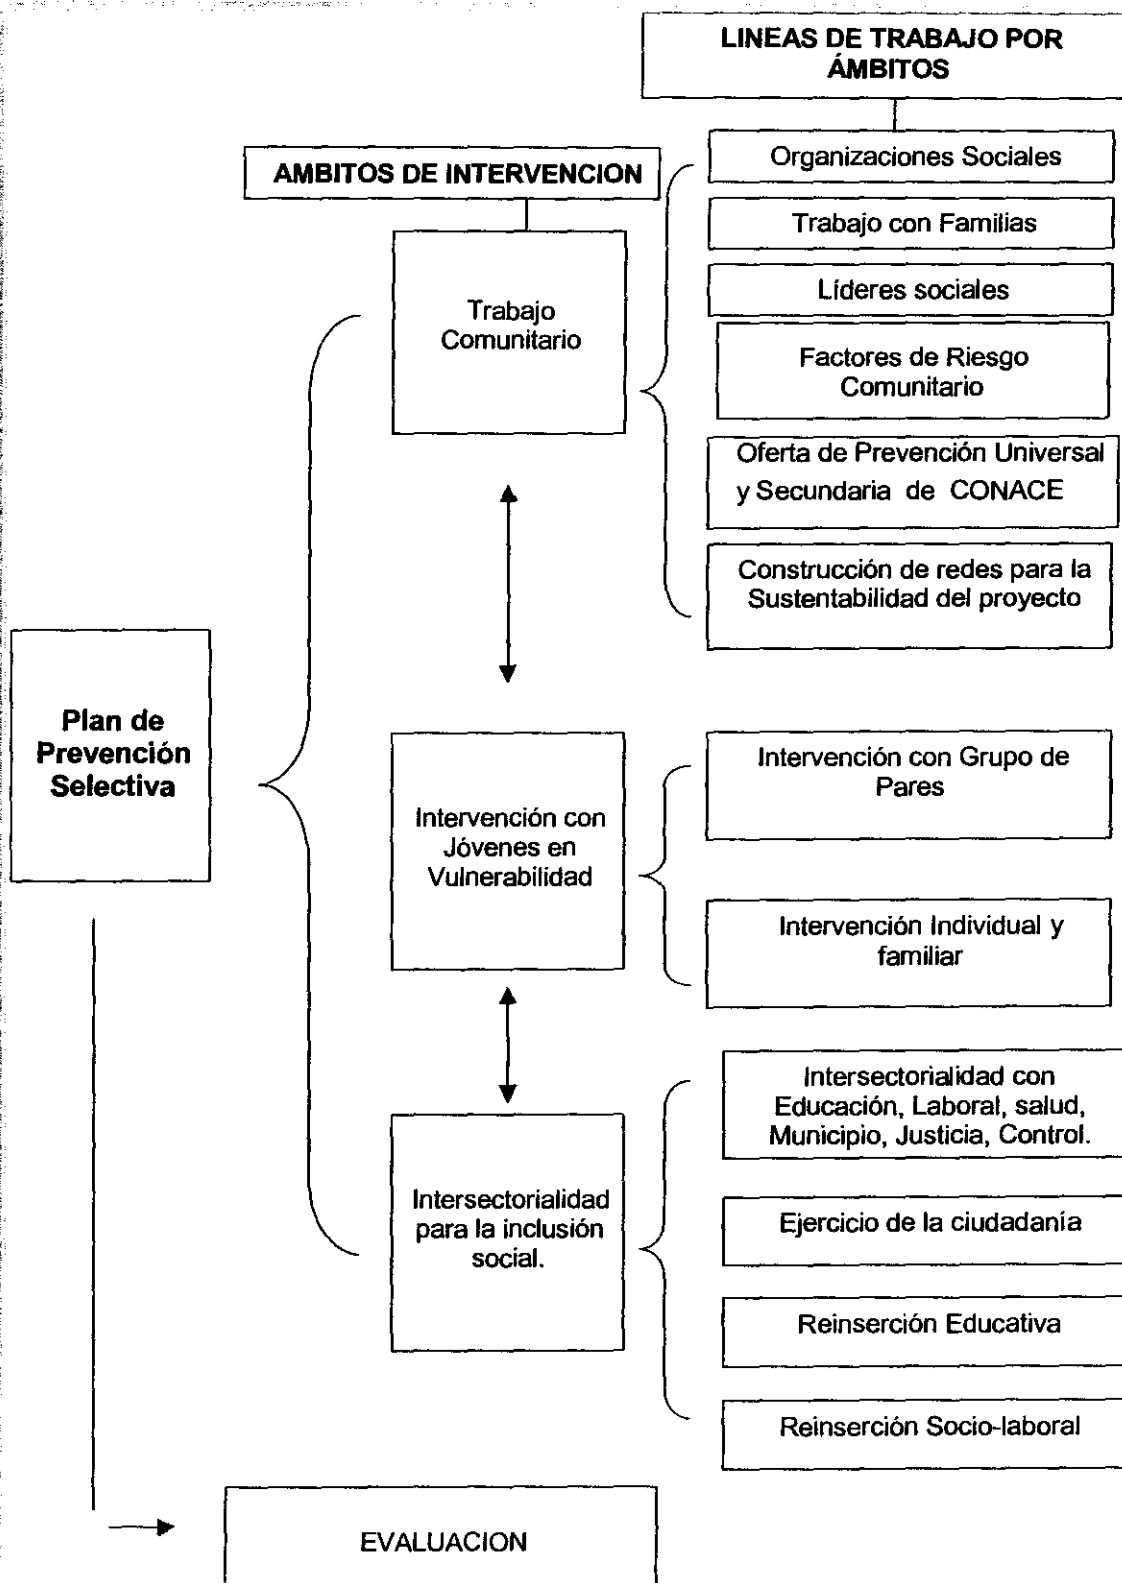 LINEAS DE TRABAJO POR
ÁMBITOS
AMBITOS DE INTERVENCION
Organizaciones Sociales
Trabajo con Familias
Líderes sociales
Factores de Riesgo
Comunitario
Oferta de Prevención Universal
y Secundaria de CONACE
Construcción de redes para la
Sustentabilidad del proyecto
Trabajo
Comunitario
Plan de
Prevención
Selectiva
Intervención con
Jóvenes en
Vulnerabilidad
Intervención con Grupo de
Pares
Intervención Individual y
familiar
Intersectorialidad
para la inclusión
social.
Intersectorialidad con
Educación, Laboral, salud,
Municipio, Justicia, Control.
Ejercicio de la ciudadanía
Reinserción Educativa
Reinserción Socio-laboral
EVALUACION